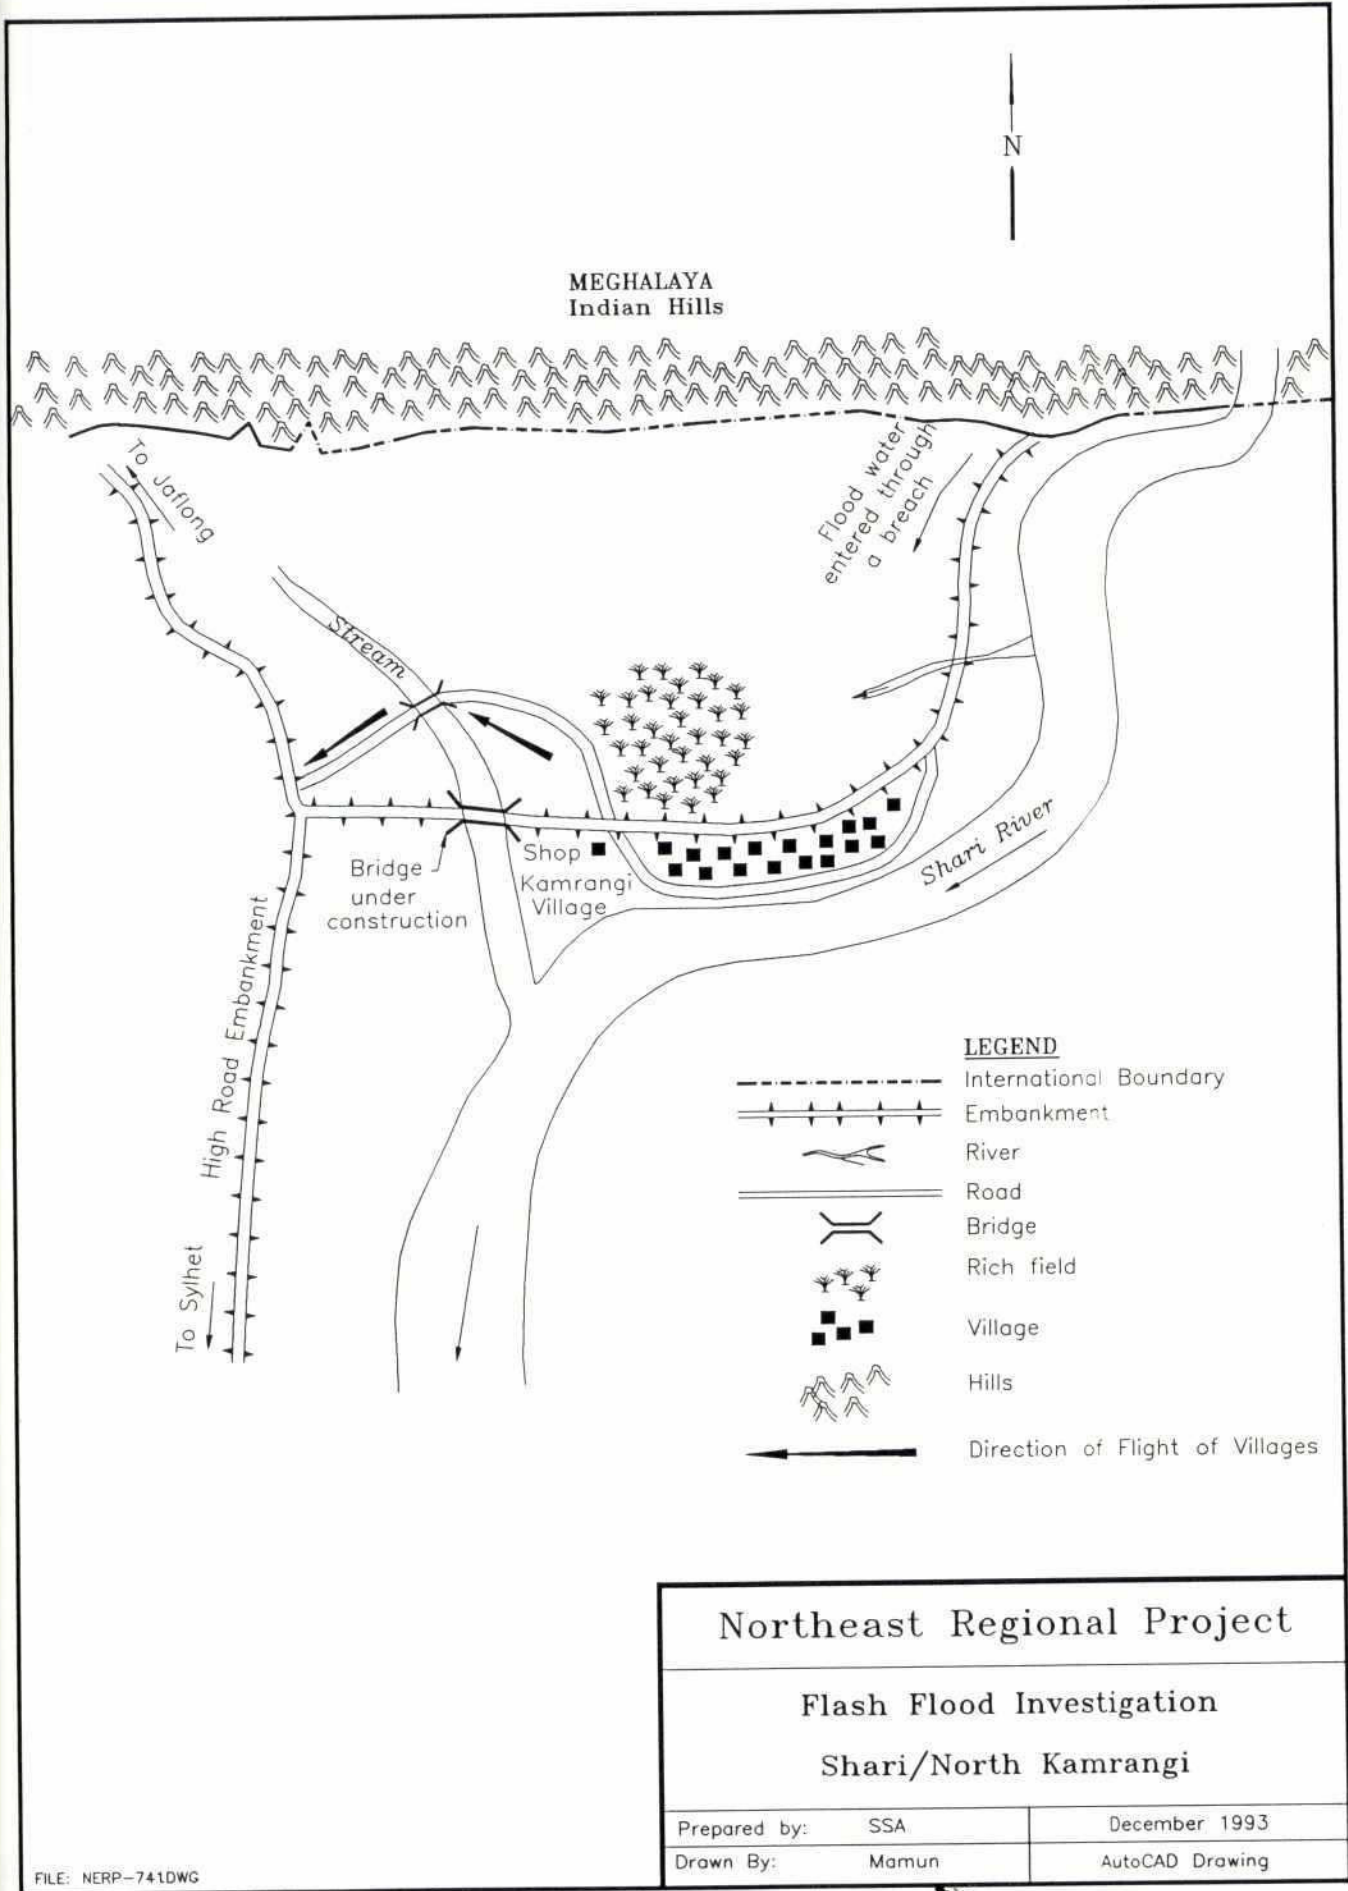 N
MEGHALAYA
Indian Hills
To Jaflong
Flood water
entered through
a breach
Stream
Shari River
Bridge
under
construction
Shop
Kamrangi
Village
High Road Embankment
To Sylhet
LEGEND
International Boundary
Embankment
River
Road
Bridge
Rich field
Village
Hills
Direction of Flight of Villages
Northeast Regional Project
Flash Flood Investigation
Shari/North Kamrangi
Prepared by: SSA December 1993
Drawn By: Mamun AutoCAD Drawing
FILE: NERP-741.DWG